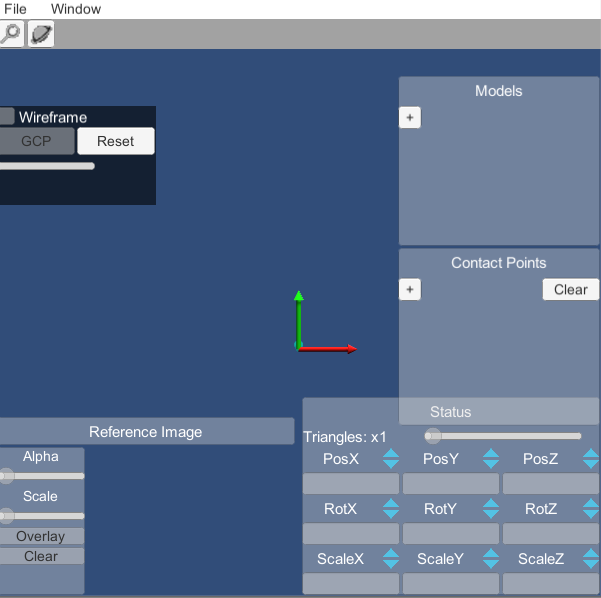 File Window
Wireframe
GCP Reset
Models
+
Contact Points
+ Clear
Status
Triangles: x1
PosX PosY PosZ
RotX RotY RotZ
ScaleX ScaleY ScaleZ
Reference Image
Alpha
Scale
Overlay
Clear